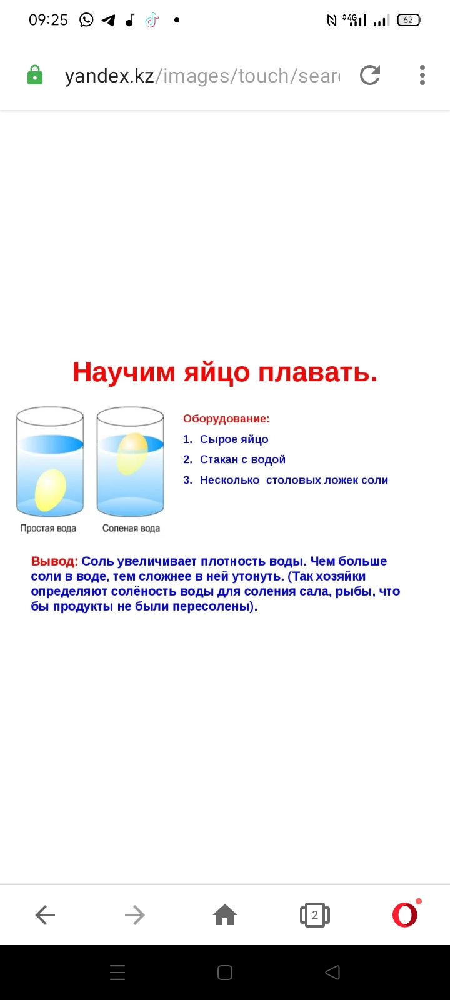 09:25
4G
62
yandex.kz/images/touch/sear
Научим яйцо плавать.
Оборудование:
1. Сырое яйцо
2. Стакан с водой
3. Несколько столовых ложек соли
Простая вода
Соленая вода
Вывод: Соль увеличивает плотность воды. Чем больше
соли в воде, тем сложнее в ней утонуть. (Так хозяйки
определяют солёность воды для соления сала, рыбы, что
бы продукты не были пересолены).
2